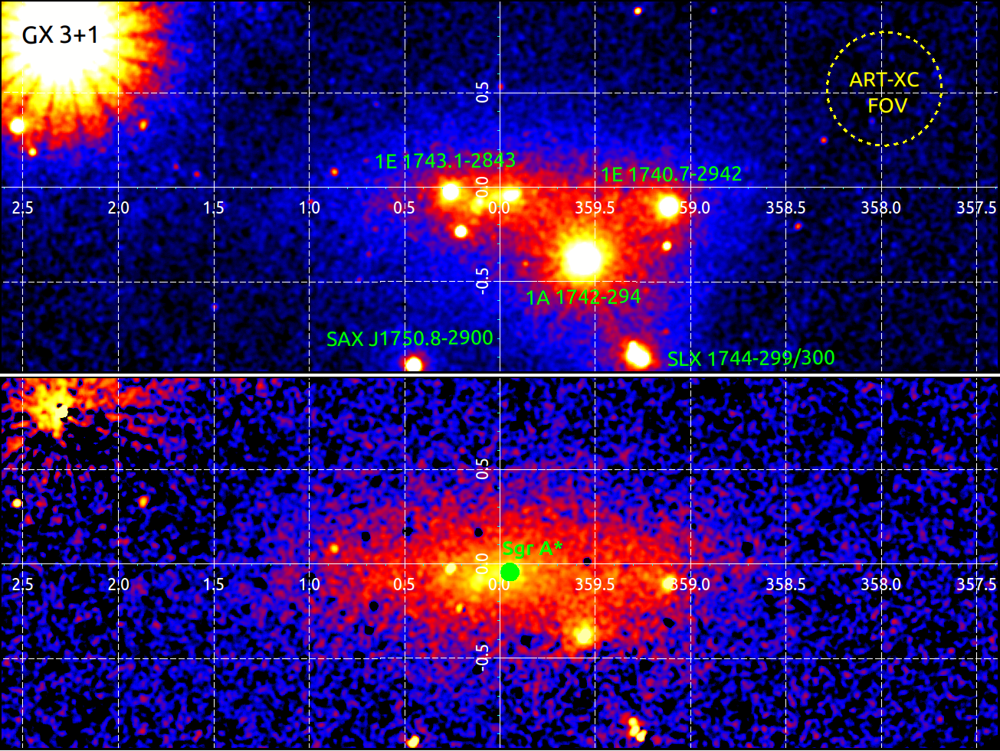 GX 3+1
ART-XC
FOV
0.5
1E 1743.1-2843
1E 1740.7-2942
0.0
2.5 2.0 1.5 1.0 0.5 0.0 359.5 359.0 358.5 358.0 357.5
-0.5
1A 1742-294
SAX J1750.8-2900
SLX 1744-299/300
0.5
Sgr A*
0.0
2.5 2.0 1.5 1.0 0.5 0.0 359.5 359.0 358.5 358.0 357.5
-0.5